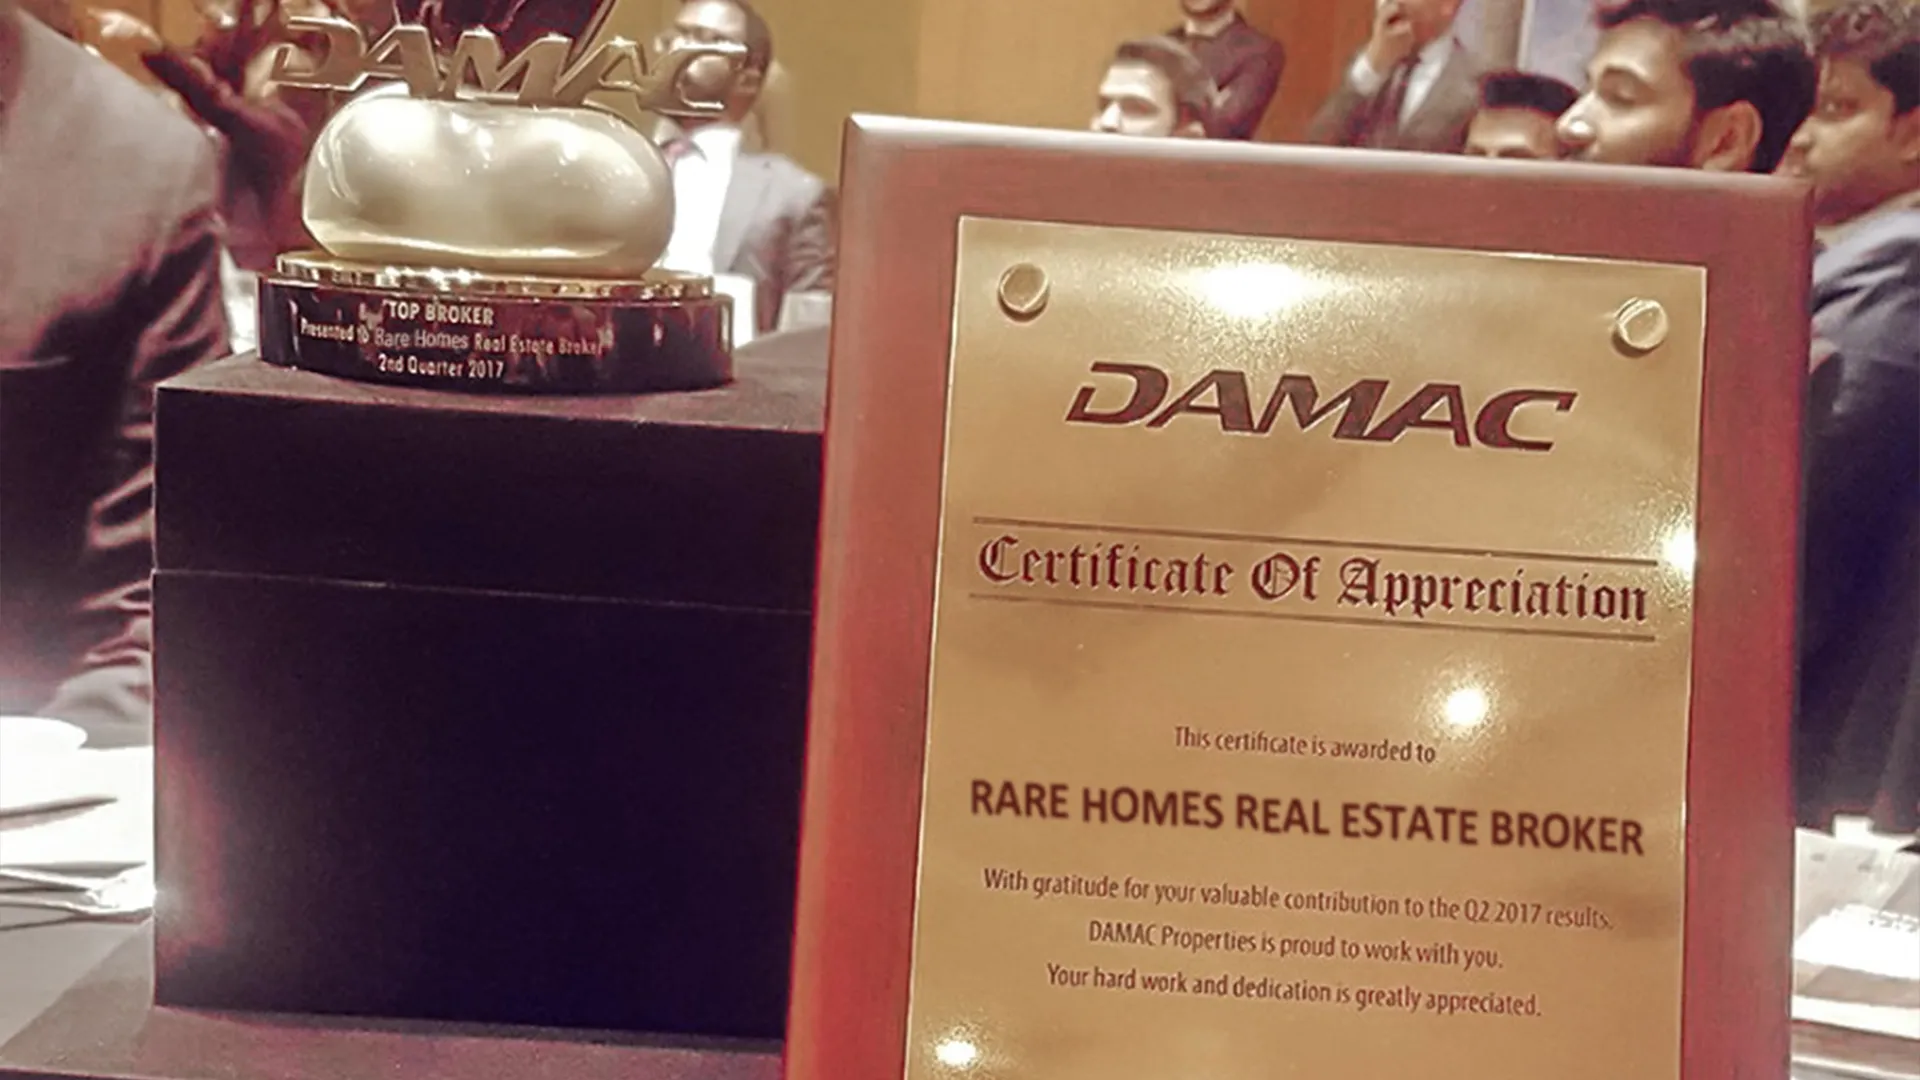 DAMAC
TOP BROKER
Presented to Rare Homes Real Estate Broker
2nd Quarter 2017
DAMAC
Certificate Of Appreciation
This certificate is awarded to
RARE HOMES REAL ESTATE BROKER
With gratitude for your valuable contribution to the Q2 2017 results.
DAMAC Properties is proud to work with you.
Your hard work and dedication is greatly appreciated.